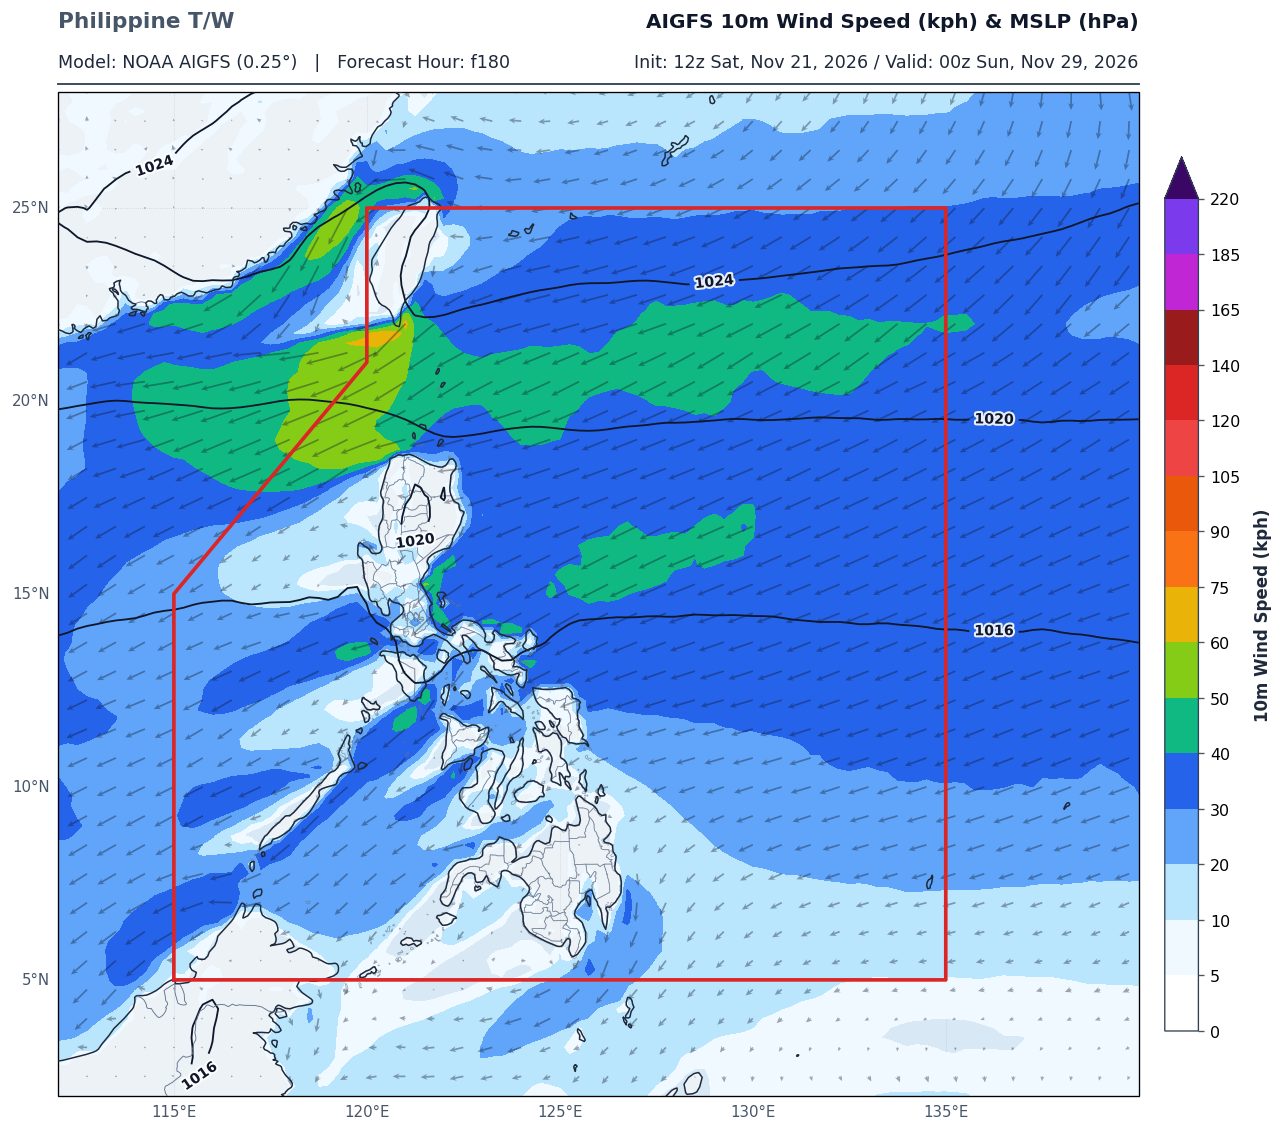 Philippine T/W
AIGFS 10m Wind Speed (kph) & MSLP (hPa)
Model: NOAA AIGFS (0.25°) | Forecast Hour: f180
Init: 12z Sat, Nov 21, 2026 / Valid: 00z Sun, Nov 29, 2026
1024
1024
1020
1020
1016
1016
25°N
20°N
15°N
10°N
5°N
115°E
120°E
125°E
130°E
135°E
220
185
165
140
120
105
90
75
60
50
40
30
20
10
5
0
10m Wind Speed (kph)